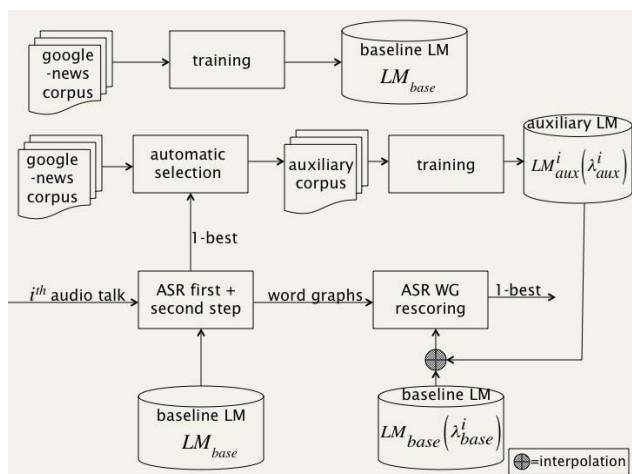 google
-news
corpus
training
baseline LM
LM_base
google
-news
corpus
automatic
selection
auxiliary
corpus
training
auxiliary LM
LM^i_aux(λ^i_aux)
1-best
i^th audio talk
ASR first +
second step
word graphs
ASR WG
rescoring
1-best
baseline LM
LM_base
baseline LM
LM_base(λ^i_base)
=interpolation